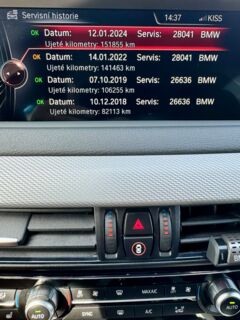 Servisní historie 14:37 KISS
OK Datum: 12.01.2024 Servis: 28041 BMW
Ujeté kilometry: 151855 km
OK Datum: 14.01.2022 Servis: 28041 BMW
Ujeté kilometry: 141463 km
OK Datum: 07.10.2019 Servis: 26636 BMW
Ujeté kilometry: 106255 km
OK Datum: 10.12.2018 Servis: 26636 BMW
Ujeté kilometry: 82113 km
MAX A/C A/C
SYNC
AUTO AUTO